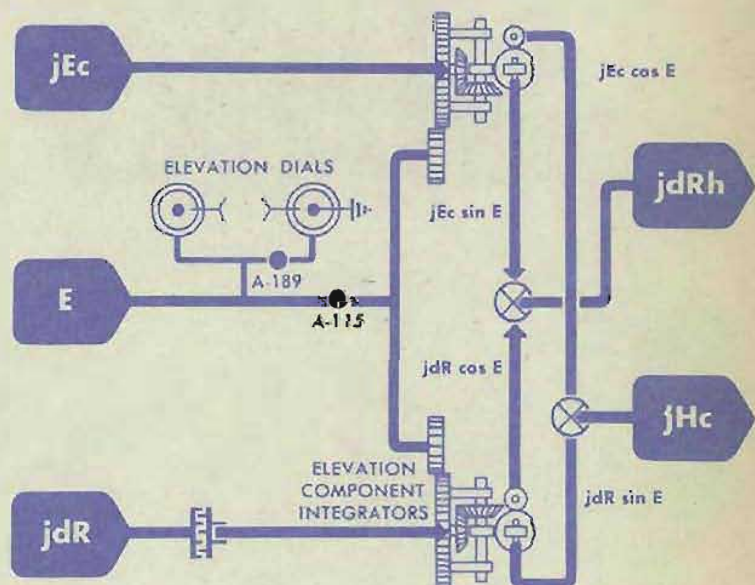 jEc
jEc cos E
ELEVATION DIALS
jdRh
jEc sin E
A-189
E
A-115
jdR cos E
jHc
ELEVATION
COMPONENT
INTEGRATORS
jdR sin E
jdR